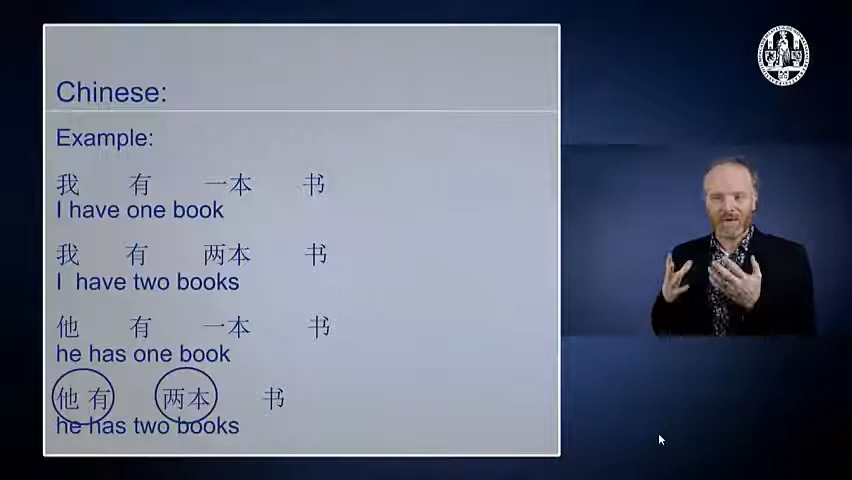 Chinese:
Example:
我 有 一本 书
I have one book
我 有 两本 书
I have two books
他 有 一本 书
he has one book
他 有 两本 书
he has two books